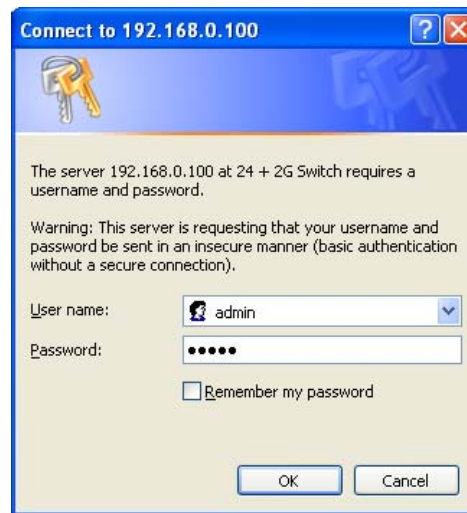 Connect to 192.168.0.100
The server 192.168.0.100 at 24 + 2G Switch requires a
username and password.
Warning: This server is requesting that your username and
password be sent in an insecure manner (basic authentication
without a secure connection).
User name:
admin
Password:
●●●●●
Remember my password
OK
Cancel